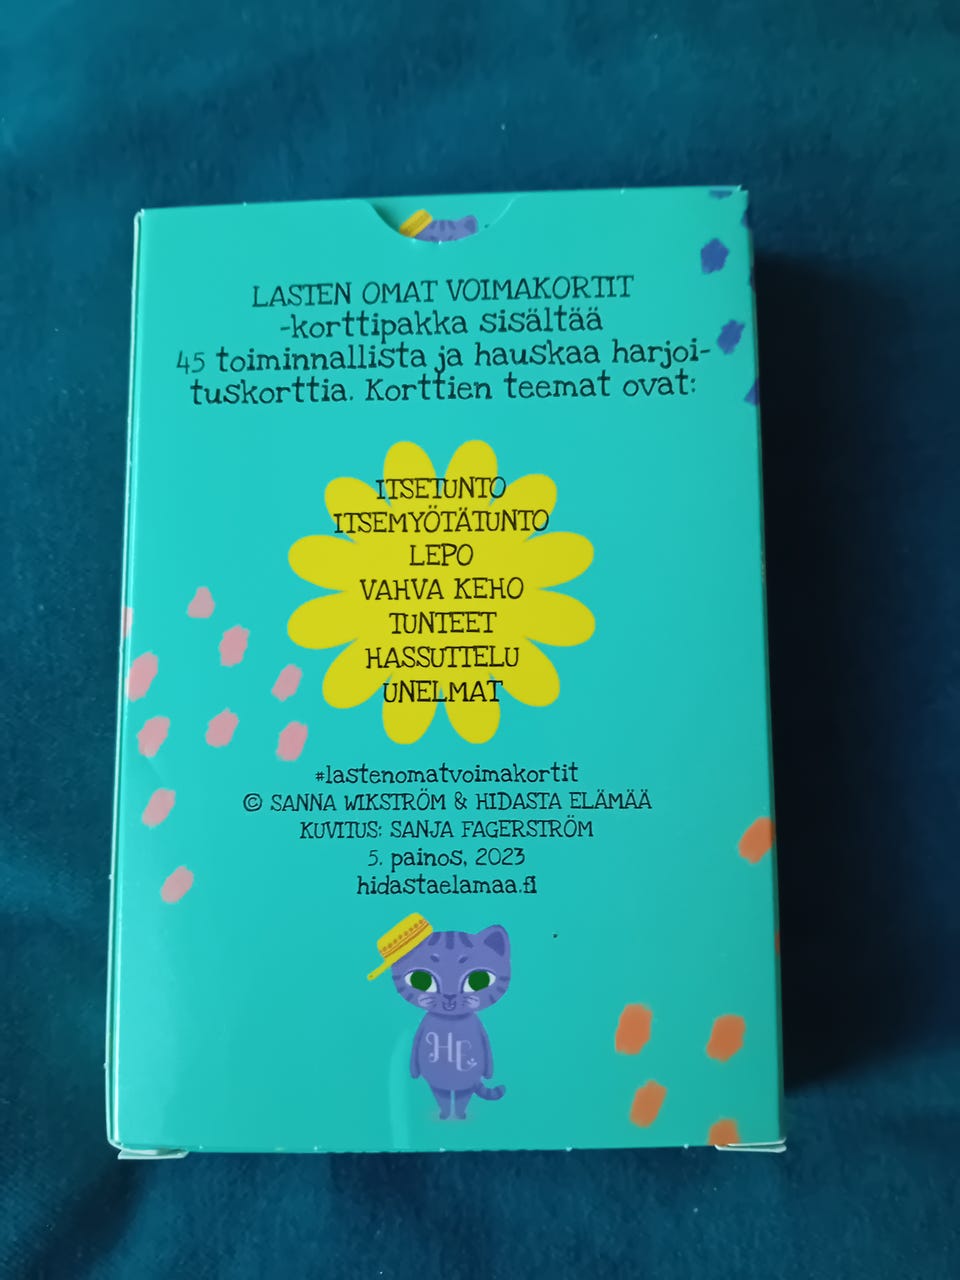 LASTEN OMAT VOIMAKORTIT
-korttipakka sisältää
45 toiminnallista ja hauskaa harjoi-
tuskorttia. Korttien teemat ovat:
ITSETUNTO
ITSEMYÖTÄTUNTO
LEPO
VAHVA KEHO
TUNTEET
HASSUTTELU
UNELMAT
#lastenomatvoimakortit
© SANNA WIKSTRÖM & HIDASTA ELÄMÄÄ
KUVITUS: SANJA FAGERSTRÖM
5. painos, 2023
hidastaelamaa.fi
HE